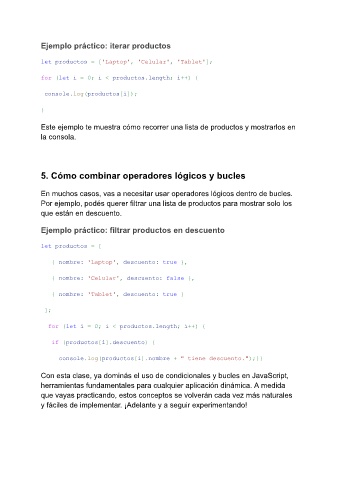 Ejemplo práctico: iterar productos
let productos = ['Laptop', 'Celular', 'Tablet'];
for (let i = 0; i < productos.length; i++) {
console.log(productos[i]);
}
Este ejemplo te muestra cómo recorrer una lista de productos y mostrarlos en
la consola.
5. Cómo combinar operadores lógicos y bucles
En muchos casos, vas a necesitar usar operadores lógicos dentro de bucles.
Por ejemplo, podés querer filtrar una lista de productos para mostrar solo los
que están en descuento.
Ejemplo práctico: filtrar productos en descuento
let productos = [
{ nombre: 'Laptop', descuento: true },
{ nombre: 'Celular', descuento: false },
{ nombre: 'Tablet', descuento: true }
];
for (let i = 0; i < productos.length; i++) {
if (productos[i].descuento) {
console.log(productos[i].nombre + " tiene descuento.");}}
Con esta clase, ya dominás el uso de condicionales y bucles en JavaScript,
herramientas fundamentales para cualquier aplicación dinámica. A medida
que vayas practicando, estos conceptos se volverán cada vez más naturales
y fáciles de implementar. ¡Adelante y a seguir experimentando!